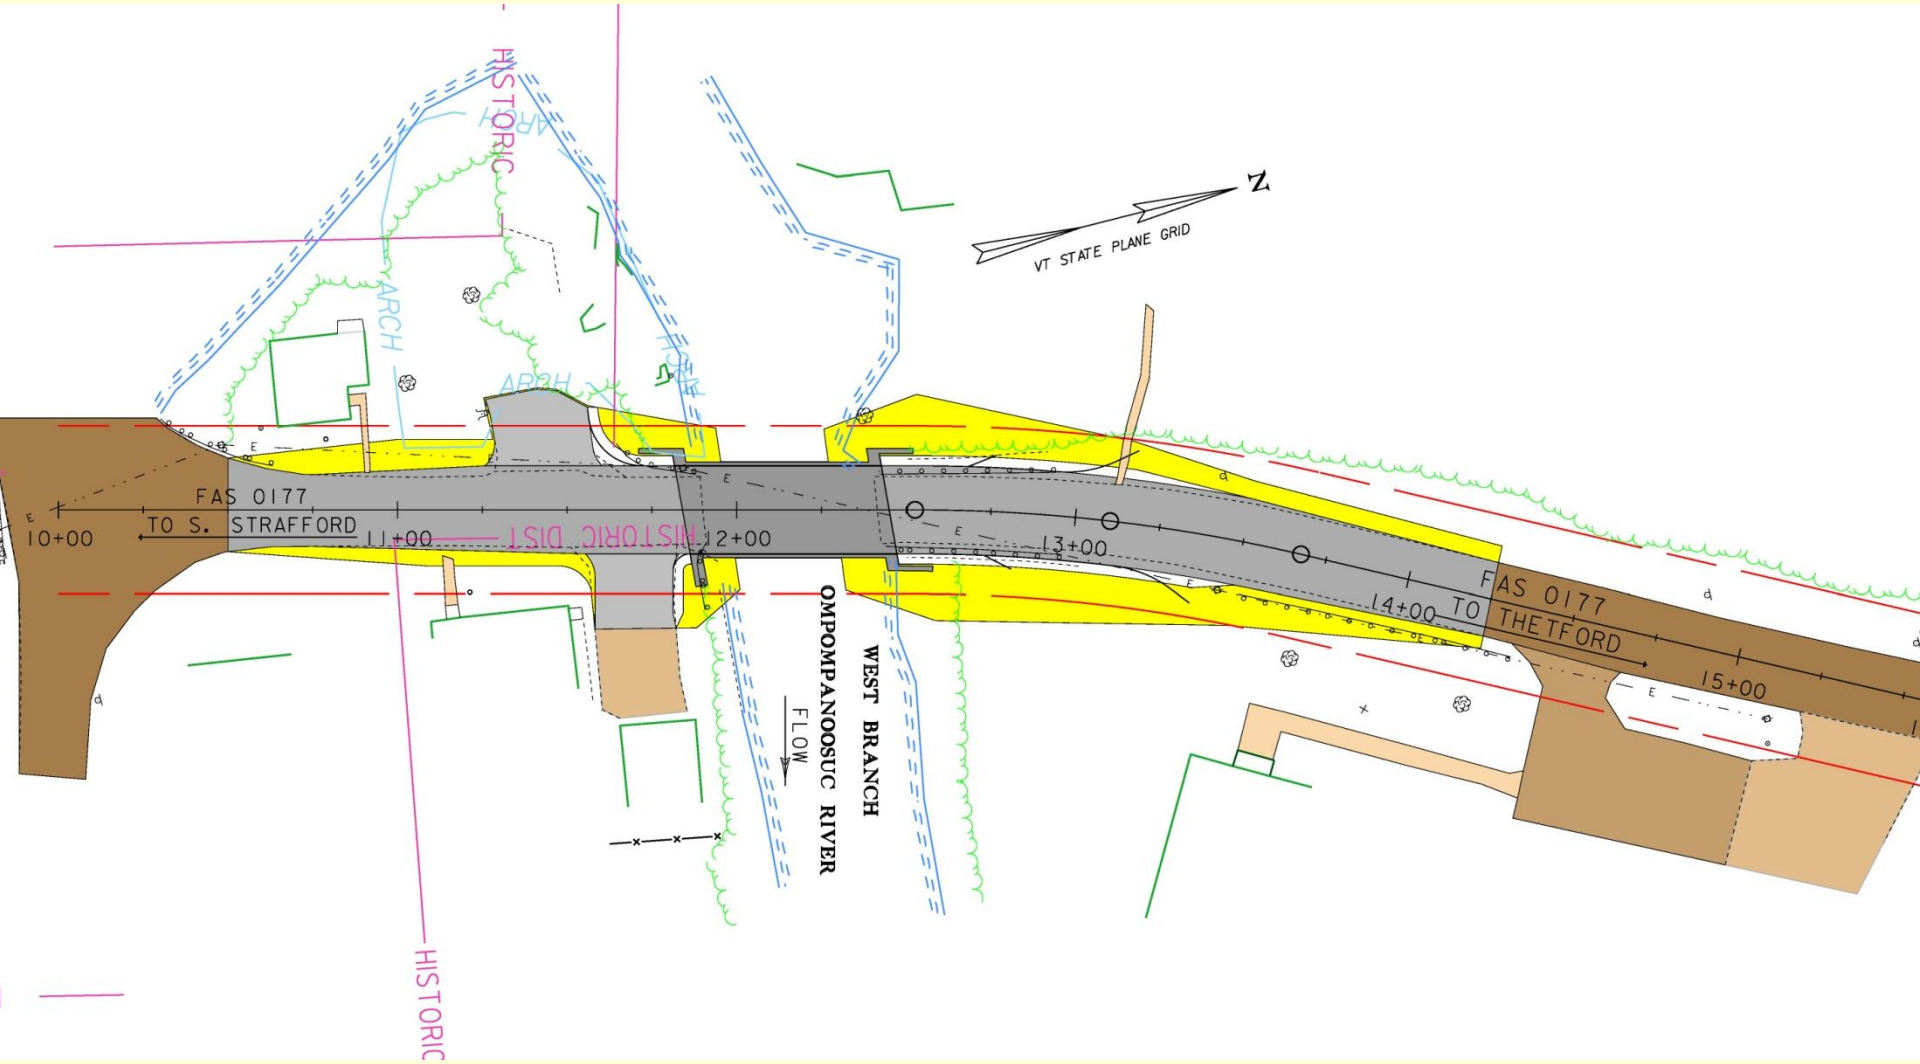 HISTORIC
ARCH
N
VT STATE PLANE GRID
ARCH
ARCH
ARCH
E
E
E
FAS 0177
TO S. STRAFFORD
10+00
11+00
HISTORIC DIST
12+00
E
13+00
E
14+00
E
FAS 0177
TO THETFORD
15+00
E
WEST BRANCH
OMPOMPANOOSUC RIVER
FLOW
HISTORIC